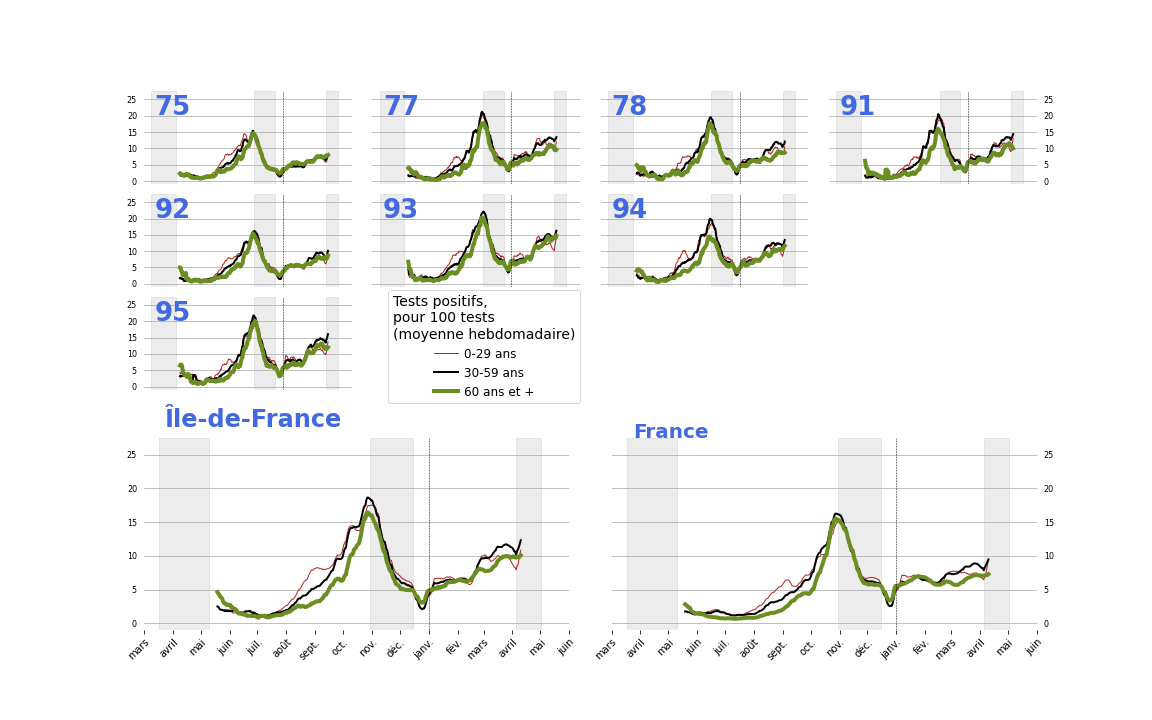 75 77 78 91
25 25
20 20
15 15
10 10
5 5
0 0
92 93 94
25
20
15
10
5
0
95
25
20
15
10
5
0
Tests positifs,
pour 100 tests
(moyenne hebdomadaire)
0-29 ans
30-59 ans
60 ans et +
Île-de-France
France
25 25
20 20
15 15
10 10
5 5
0 0
mars avril mai juin juil. août sept. oct. nov. déc. janv. fév. mars avril mai juin
mars avril mai juin juil. août sept. oct. nov. déc. janv. fév. mars avril mai juin